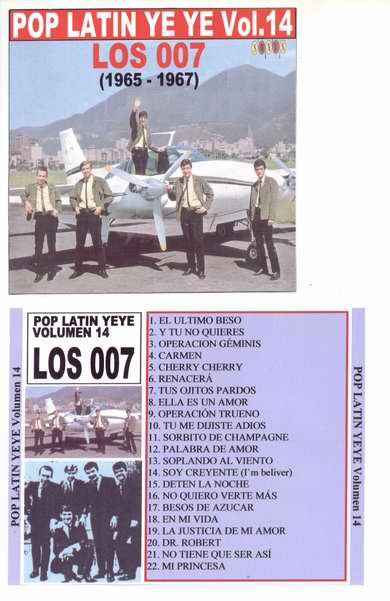 POP LATIN YE YE Vol.14
LOS 007
(1965 - 1967)
POP LATIN YEYE Volumen 14
POP LATIN YEYE
VOLUMEN 14
LOS 007
1. EL ULTIMO BESO
2. Y TU NO QUIERES
3. OPERACION GÉMINIS
4. CARMEN
5. CHERRY CHERRY
6. RENACERÁ
7. TUS OJITOS PARDOS
8. ELLA ES UN AMOR
9. OPERACIÓN TRUENO
10. TU ME DIJISTE ADIOS
11. SORBITO DE CHAMPAGNE
12. PALABRA DE AMOR
13. SOPLANDO AL VIENTO
14. SOY CREYENTE (I`m beliver)
15. DETEN LA NOCHE
16. NO QUIERO VERTE MÁS
17. BESOS DE AZUCAR
18. EN MI VIDA
19. LA JUSTICIA DE MI AMOR
20. DR. ROBERT
21. NO TIENE QUE SER ASÍ
22. MI PRINCESA
POP LATIN YEYE Volumen 14